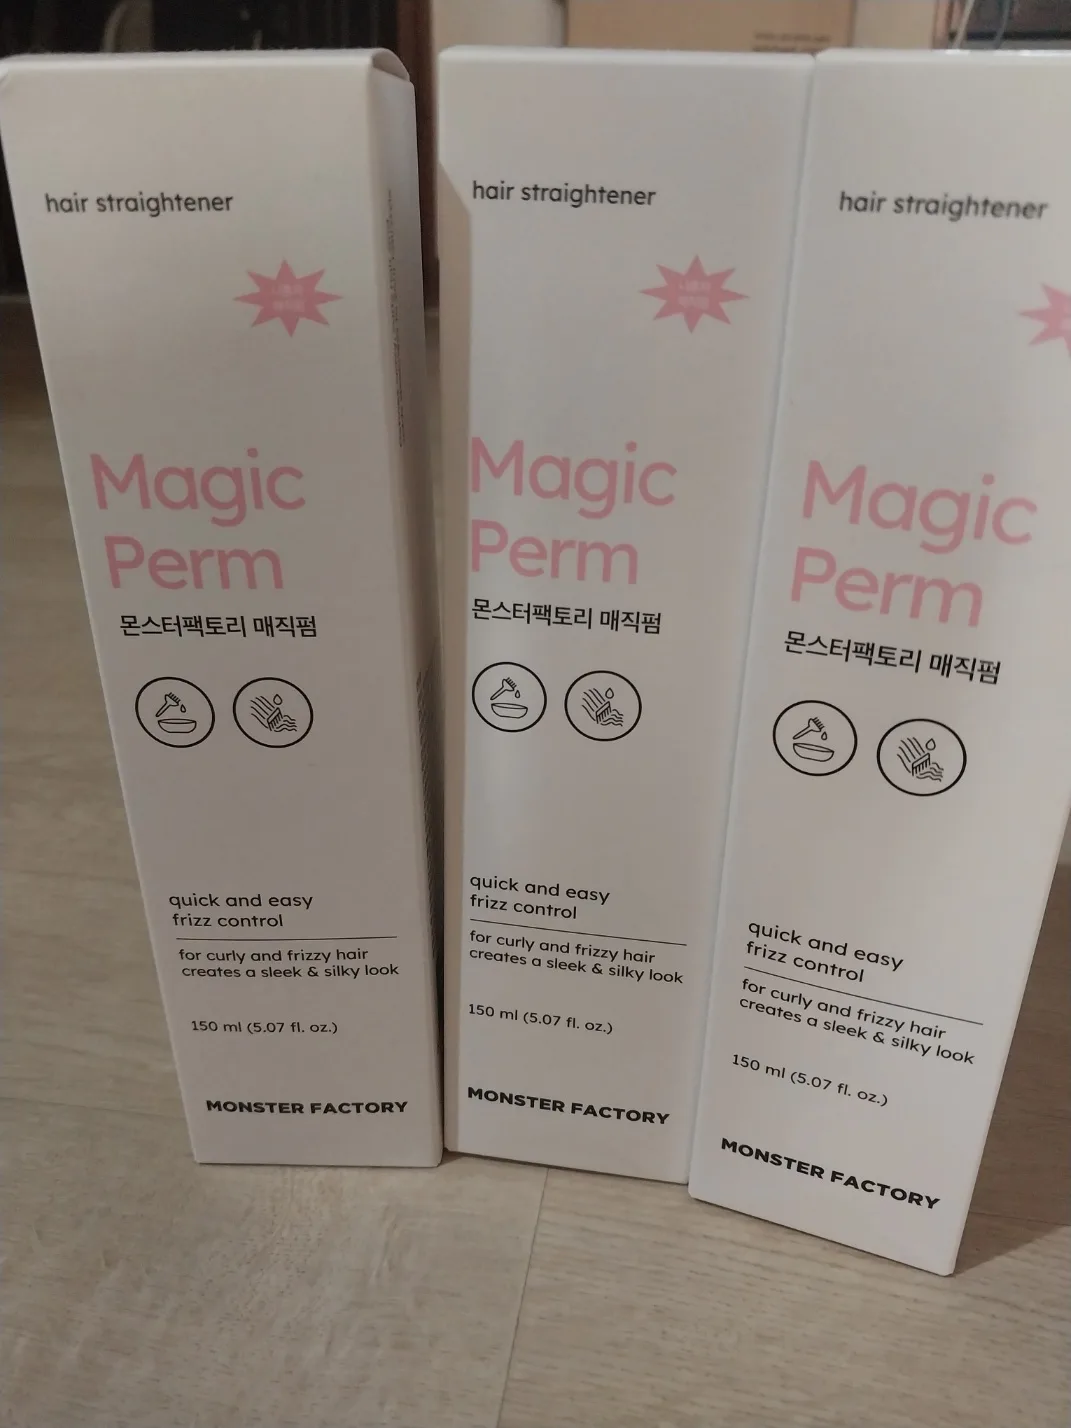 hair straightener
Magic
Perm
몬스터팩토리 매직펌
quick and easy
frizz control
for curly and frizzy hair
creates a sleek & silky look
150 ml (5.07 fl. oz.)
MONSTER FACTORY
hair straightener
Magic
Perm
몬스터팩토리 매직펌
quick and easy
frizz control
for curly and frizzy hair
creates a sleek & silky look
150 ml (5.07 fl. oz.)
MONSTER FACTORY
hair straightener
Magic
Perm
몬스터팩토리 매직펌
quick and easy
frizz control
for curly and frizzy hair
creates a sleek & silky look
150 ml (5.07 fl. oz.)
MONSTER FACTORY